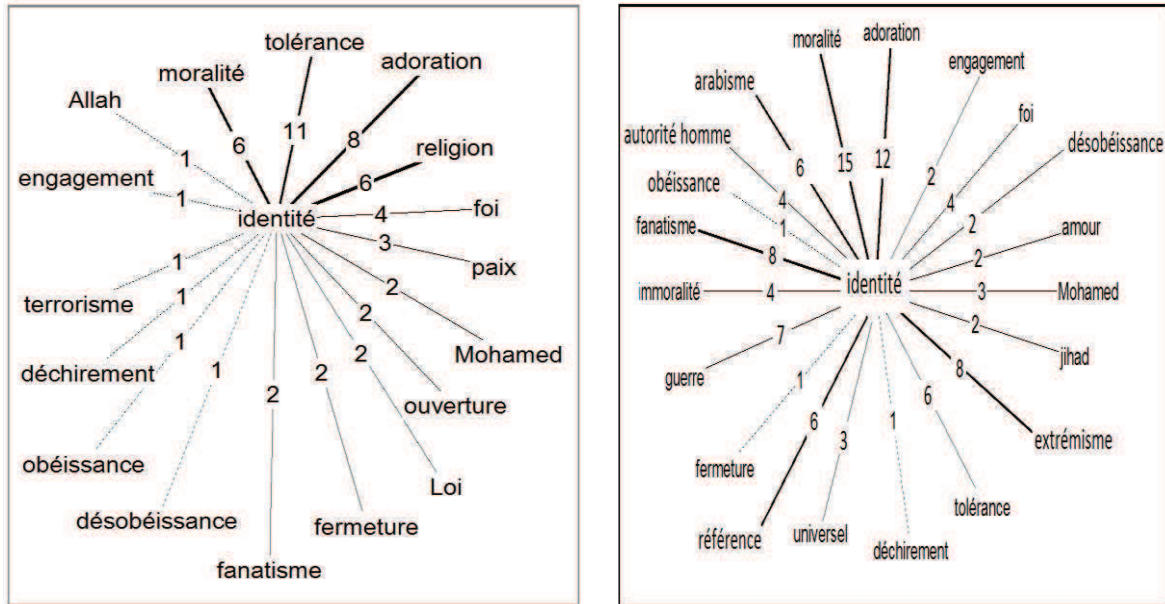 tolérance
moralité
adoration
Allah
11
6
8
religion
1
6
engagement
1
identité
4
foi
3
paix
1
2
terrorisme
1
2
Mohamed
1
2
déchirement
1
2
2
ouverture
2
obéissance
Loi
désobéissance
fermeture
fanatisme
moralité
adoration
engagement
arabisme
foi
autorité homme
désobéissance
15
12
6
2
obéissance
4
4
fanatisme
1
2
amour
8
2
identité
immoralité
4
3
Mohamed
7
2
jihad
guerre
8
1
6
6
3
1
extrémisme
fermeture
tolérance
référence
universel
déchirement